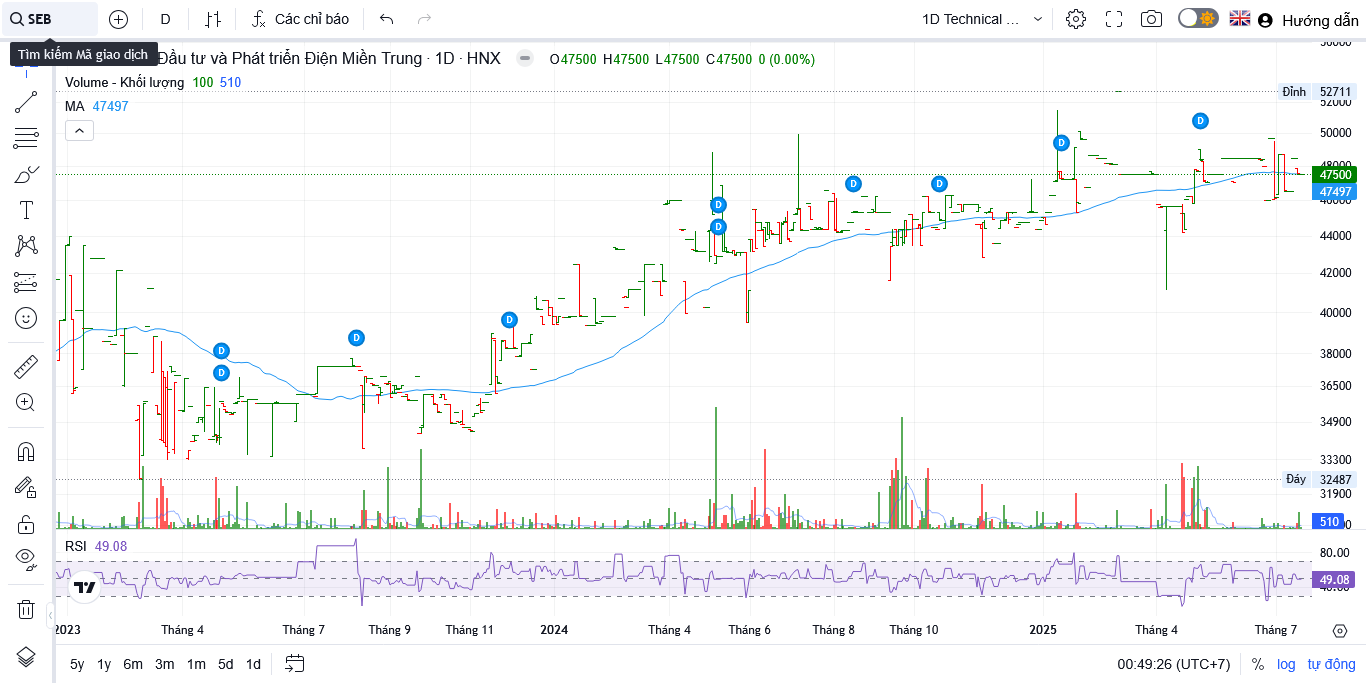 SEB
D
Các chỉ báo
1D Technical ...
Hướng dẫn
Tìm kiếm Mã giao dịch
Đầu tư và Phát triển Điện Miền Trung · 1D · HNX
O47500 H47500 L47500 C47500 0 (0.00%)
Volume - Khối lượng 100 510
MA 47497
Đỉnh 52711
52000
50000
48000
47500
47497
46000
44000
42000
40000
38000
36500
34900
33300
Đáy 32487
31900
510
D
D
D
D
D
D
D
D
D
D
RSI 49.08
80.00
49.08
40.00
2023 Tháng 4 Tháng 7 Tháng 9 Tháng 11 2024 Tháng 4 Tháng 6 Tháng 8 Tháng 10 2025 Tháng 4 Tháng 7
5y 1y 6m 3m 1m 5d 1d
00:49:26 (UTC+7) % log tự động